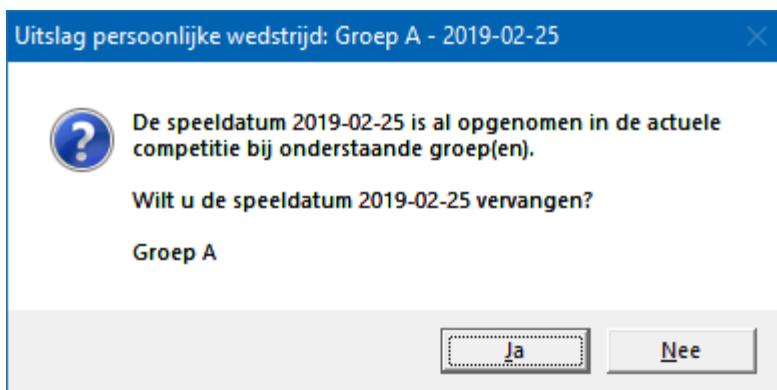 Uitslag persoonlijke wedstrijd: Groep A - 2019-02-25
De speeldatum 2019-02-25 is al opgenomen in de actuele
competitie bij onderstaande groep(en).
Wilt u de speeldatum 2019-02-25 vervangen?
Groep A
Ja
Nee